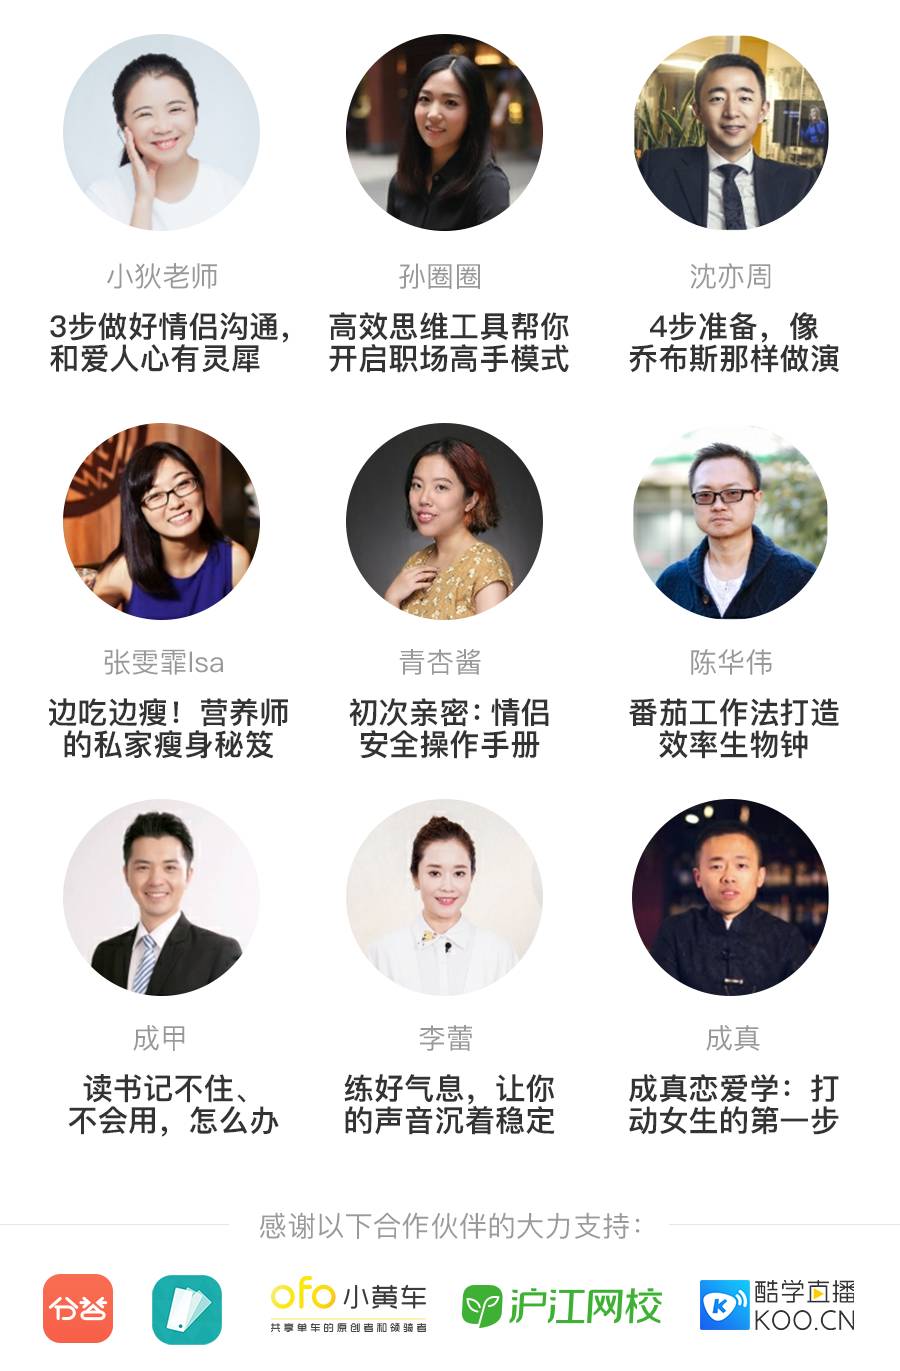 小狄老师
3步做好情侣沟通，
和爱人心有灵犀
孙圈圈
高效思维工具帮你
开启职场高手模式
沈亦周
4步准备，像
乔布斯那样做演
张雯霏Isa
边吃边瘦！营养师
的私家瘦身秘笈
青杏酱
初次亲密：情侣
安全操作手册
陈华伟
番茄工作法打造
效率生物钟
成甲
读书记不住、
不会用，怎么办
李蕾
练好气息，让你
的声音沉着稳定
成真
成真恋爱学：打
动女生的第一步
感谢以下合作伙伴的大力支持：
分答
ofo 小黄车
共享单车的原创者和领骑者
沪江网校
K
酷学直播
KOO.CN